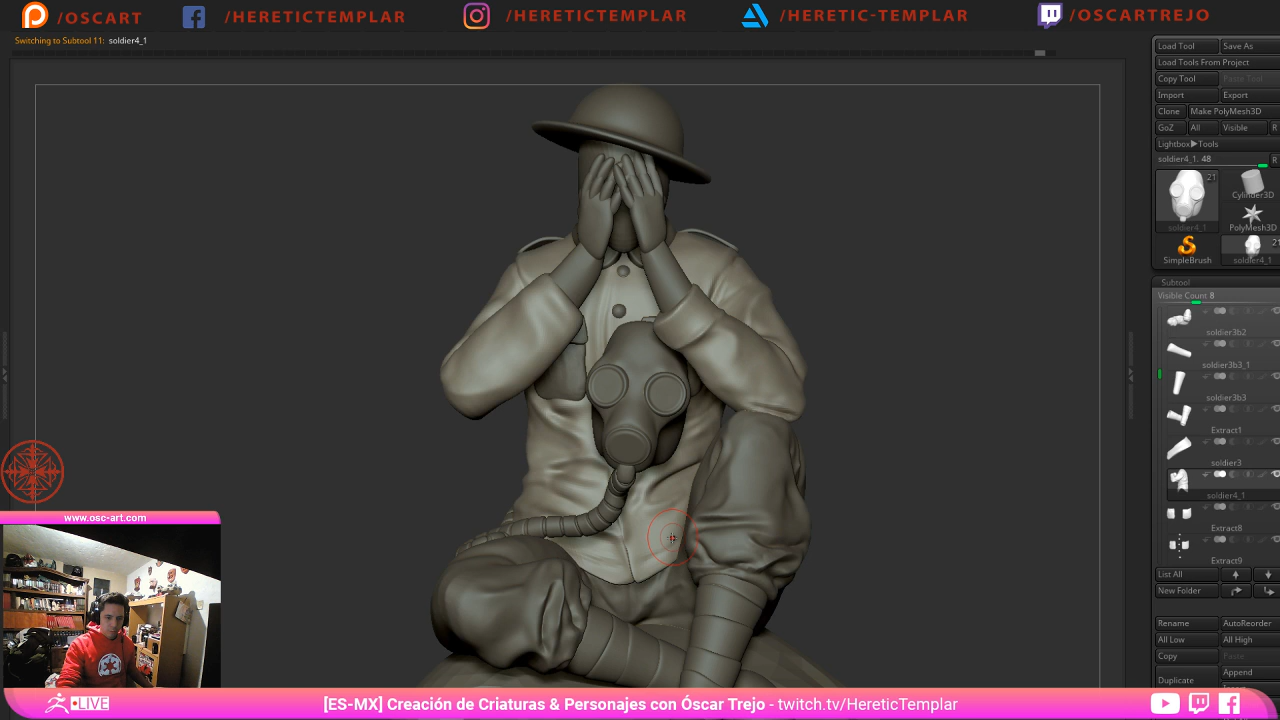 /OSCART
/HERETICTEMPLAR
/HERETICTEMPLAR
/HERETIC-TEMPLAR
/OSCARTREJO
Switching to Subtool 11: soldier4_1
Load Tool
Save As
Load Tools From Project
Copy Tool
Paste Tool
Import
Export
Clone
Make PolyMesh3D
GoZ
All
Visible
R
Lightbox▶Tools
soldier4_1. 48
R
21
soldier4_1
Cylinder3D
PolyMesh3D
SimpleBrush
21
soldier4_1
Subtool
Visible Count 8
soldier3b2
soldier3b3_1
soldier3b3
Extract1
soldier3
soldier4_1
Extract8
Extract9
List All
New Folder
Rename
AutoReorder
All Low
All High
Copy
Paste
Duplicate
Append
www.osc-art.com
LIVE
[ES-MX] Creación de Criaturas & Personajes con Óscar Trejo - twitch.tv/HereticTemplar